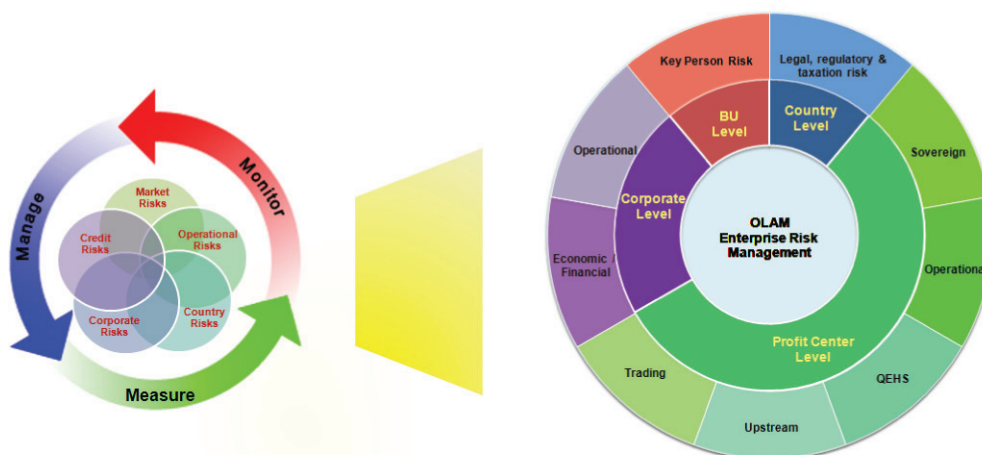 Manage
Monitor
Measure
Market
Risks
Credit
Risks
Operational
Risks
Corporate
Risks
Country
Risks
Key Person Risk
Legal, regulatory &
taxation risk
BU
Level
Country
Level
Operational
Sovereign
Corporate
Level
OLAM
Enterprise Risk
Management
Economic /
Financial
Operational
Profit Center
Level
Trading
QEHS
Upstream